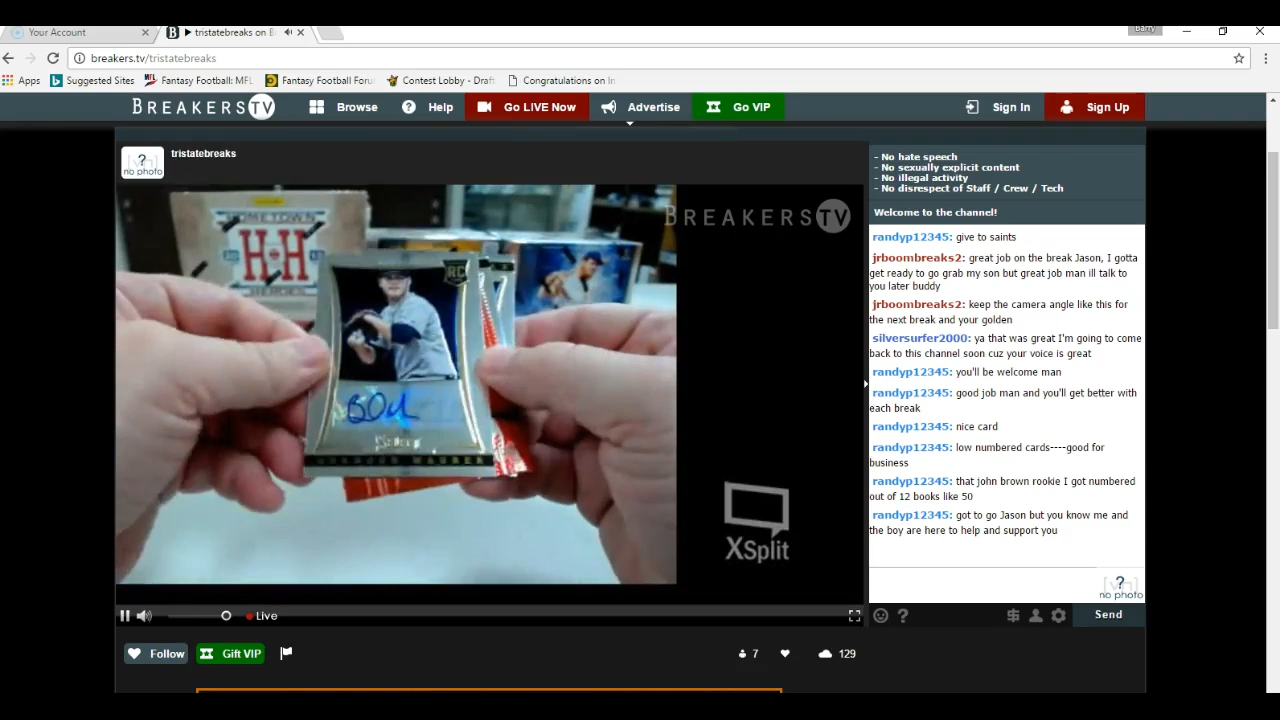 Your Account
tristatebreaks on B
Barry
breakers.tv/tristatebreaks
Apps
Suggested Sites
Fantasy Football: MFL
Fantasy Football Foru
Contest Lobby - Draft
Congratulations on In
BREAKERS TV
Browse
Help
Go LIVE Now
Advertise
Go VIP
Sign In
Sign Up
? no photo
tristatebreaks
- No hate speech
- No sexually explicit content
- No illegal activity
- No disrespect of Staff / Crew / Tech
Welcome to the channel!
HOMETOWN
H H
HEROES
RC
BREAKERS TV
XSplit
randyp12345: give to saints
jrboombreaks2: great job on the break Jason, I gotta
get ready to go grab my son but great job man ill talk to
you later buddy
jrboombreaks2: keep the camera angle like this for
the next break and your golden
silversurfer2000: ya that was great I'm going to come
back to this channel soon cuz your voice is great
randyp12345: you'll be welcome man
randyp12345: good job man and you'll get better with
each break
randyp12345: nice card
randyp12345: low numbered cards----good for
business
randyp12345: that john brown rookie I got numbered
out of 12 books like 50
randyp12345: got to go Jason but you know me and
the boy are here to help and support you
? no photo
Live
Send
Follow
Gift VIP
7
129